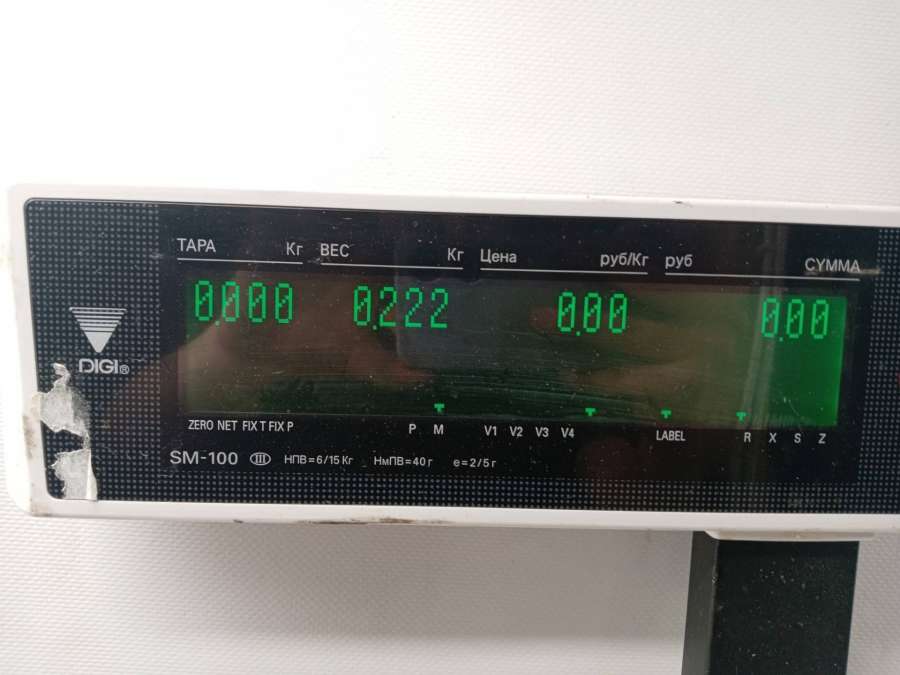 ТАРА Кг ВЕС Кг Цена руб/Кг руб СУММА
0.000 0.222 0.00 0.00
DIGI®
ZERO NET FIX T FIX P P M V1 V2 V3 V4 LABEL R X S Z
SM-100 III НПВ=6/15 Кг НмПВ=40 г е=2/5 г